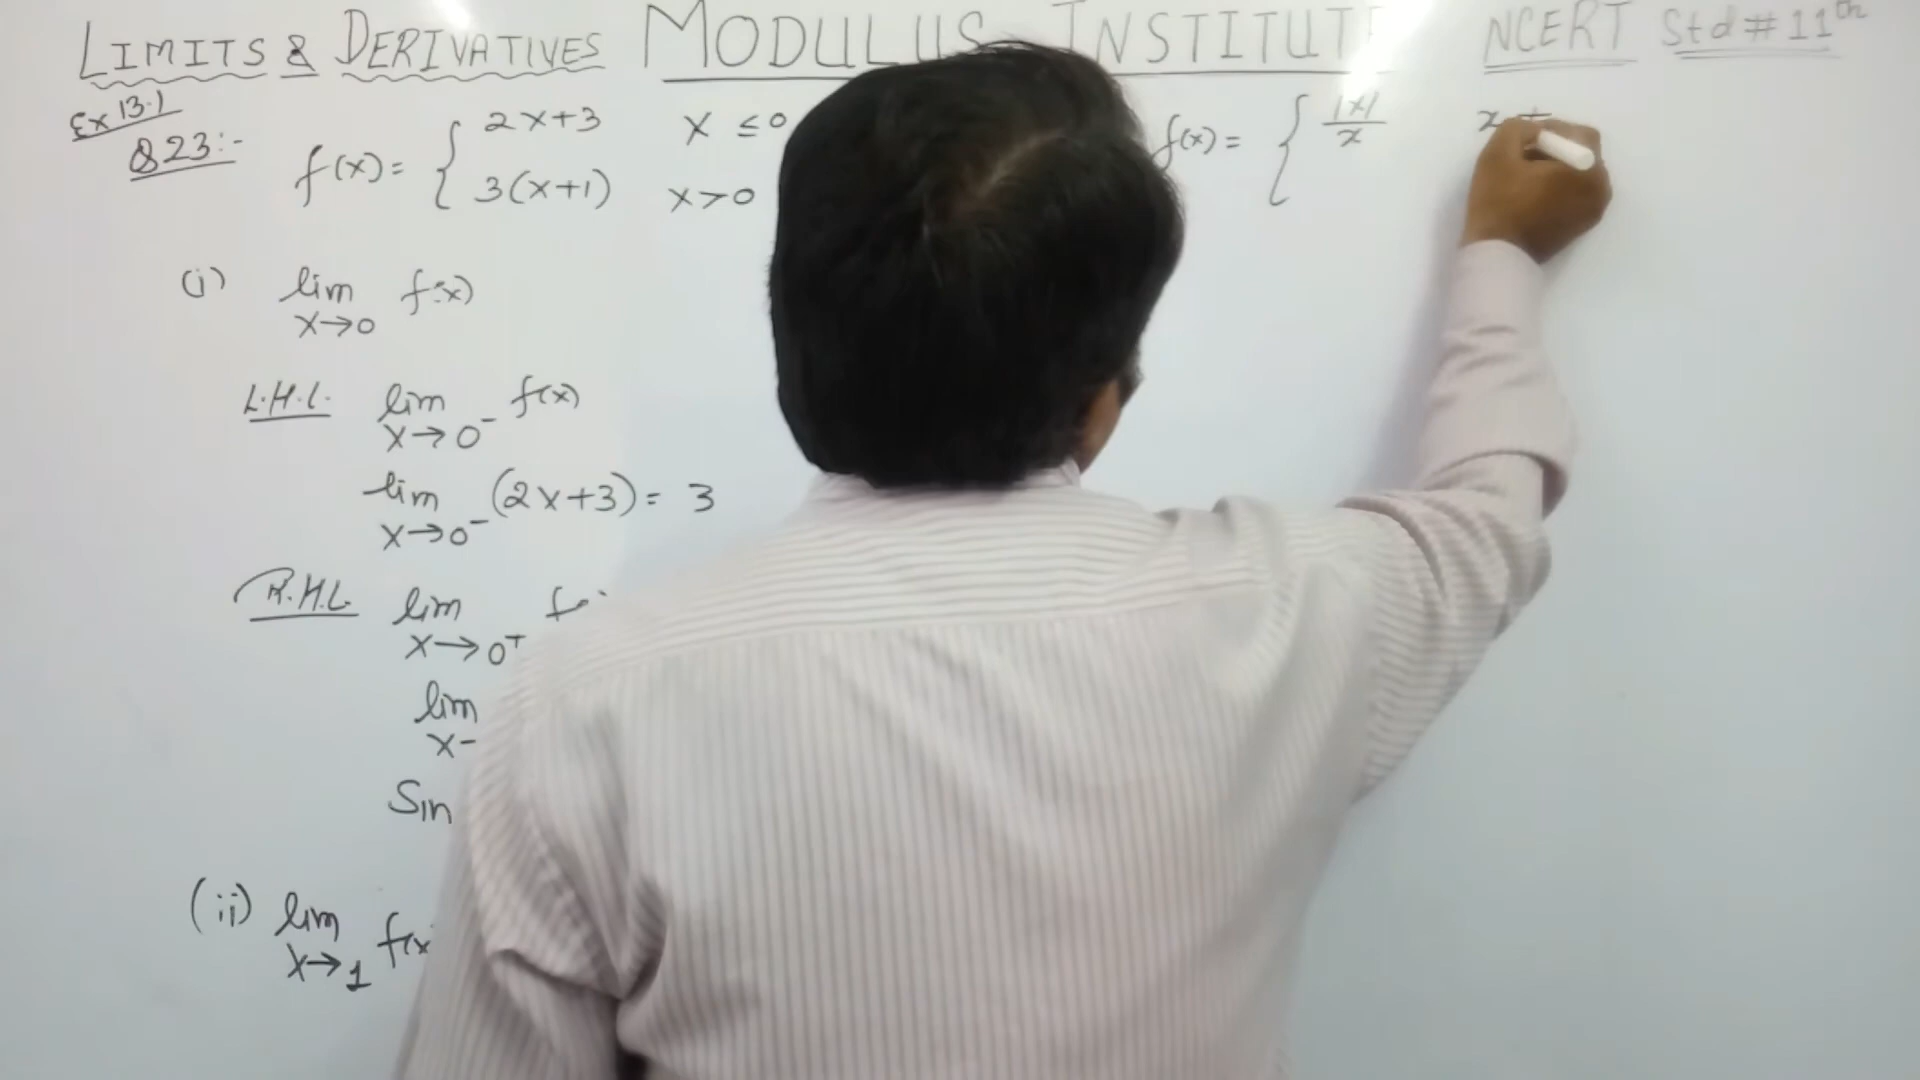 LIMITS & DERIVATIVES MODULUS INSTITUT NCERT Std # 11th
Ex 13.1
Q23:-
f(x) = { 2x+3 x ≤ 0
3(x+1) x > 0
f(x) = { |x|/x x
(i) lim x→0 f(x)
L.H.L. lim x→0⁻ f(x)
lim x→0⁻ (2x+3) = 3
R.H.L. lim x→0⁺ f
lim x-
Sin
(ii) lim x→1 f(x